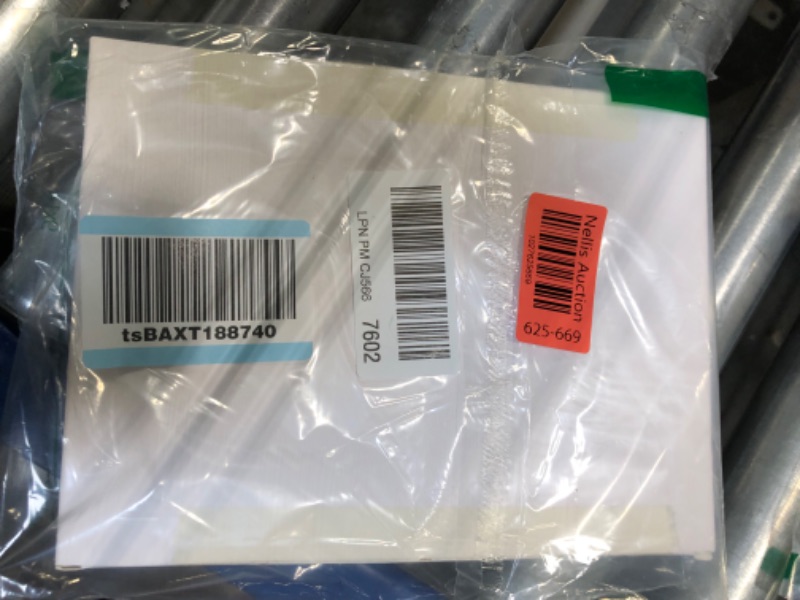 tsBAXT188740
LPN PM CJ566
7602
Nellis Auction
625-669